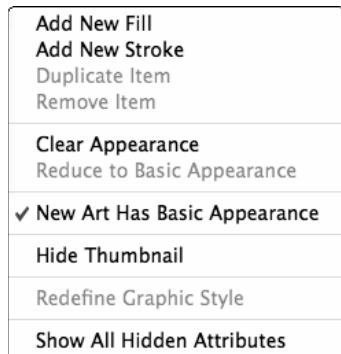 Add New Fill
Add New Stroke
Duplicate Item
Remove Item
Clear Appearance
Reduce to Basic Appearance
✓ New Art Has Basic Appearance
Hide Thumbnail
Redefine Graphic Style
Show All Hidden Attributes